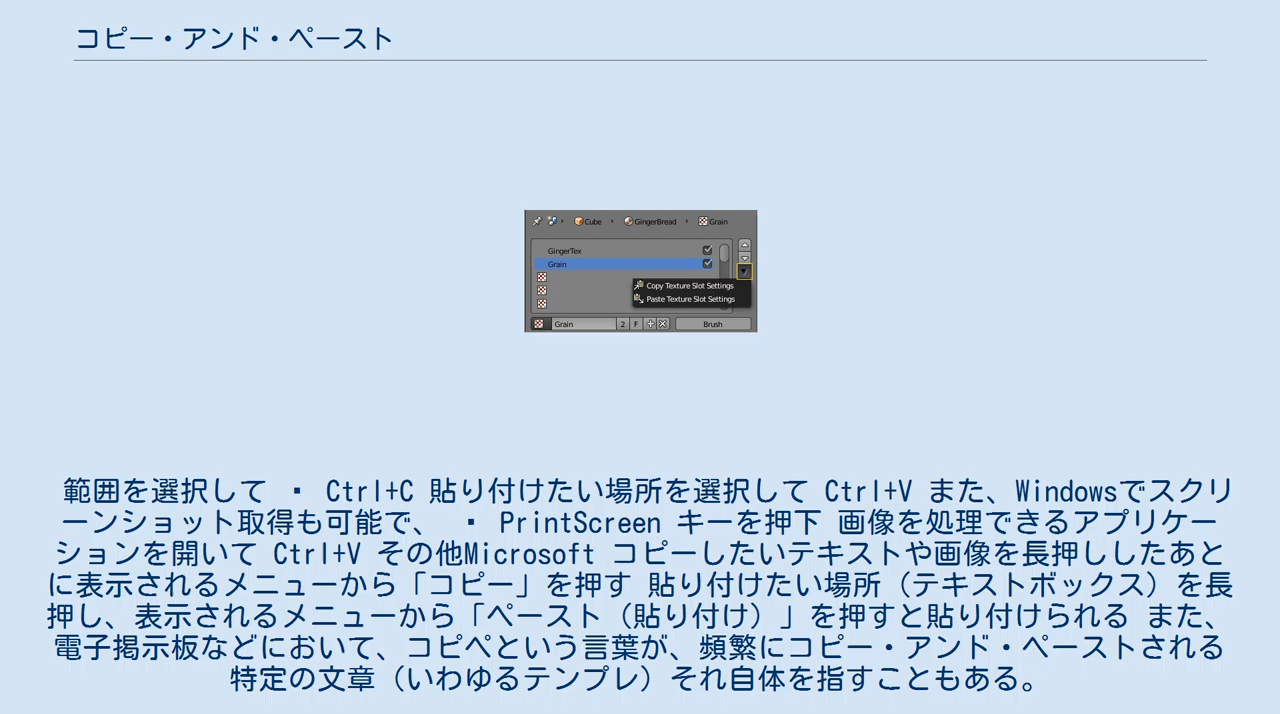 コピー・アンド・ペースト
Cube GingerBread Grain
GingerTex
Grain
Copy Texture Slot Settings
Paste Texture Slot Settings
Grain 2 F Brush
範囲を選択して ・ Ctrl+C 貼り付けたい場所を選択して Ctrl+V また、Windowsでスクリ
ーンショット取得も可能で、 ・ PrintScreen キーを押下 画像を処理できるアプリケー
ションを開いて Ctrl+V その他Microsoft コピーしたいテキストや画像を長押ししたあと
に表示されるメニューから「コピー」を押す 貼り付けたい場所（テキストボックス）を長
押し、表示されるメニューから「ペースト（貼り付け）」を押すと貼り付けられる また、
電子掲示板などにおいて、コピペという言葉が、頻繁にコピー・アンド・ペーストされる
特定の文章（いわゆるテンプレ）それ自体を指すこともある。